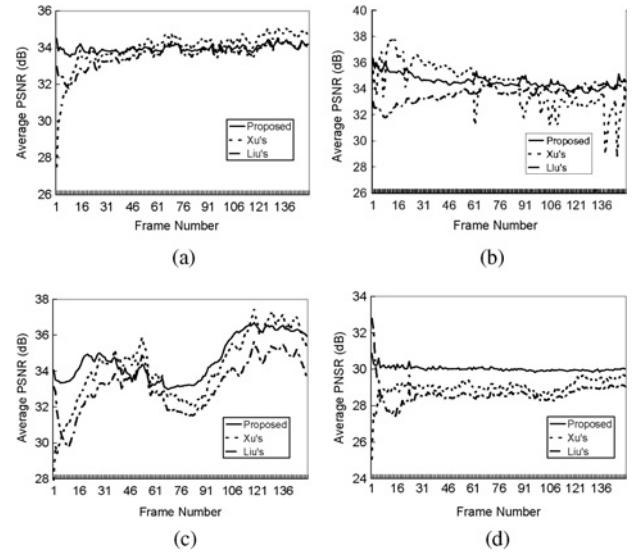 Average PSNR (dB)
36
34
32
30
28
26
Proposed
Xu's
Liu's
1 16 31 46 61 76 91 106 121 136
Frame Number
(a)
Average PSNR (dB)
40
38
36
34
32
30
28
26
Proposed
Xu's
LIu's
1 16 31 46 61 76 91 106 121 136
Frame Number
(b)
Average PSNR (dB)
38
36
34
32
30
28
Proposed
Xu's
Liu's
1 16 31 46 61 76 91 106 121 136
Frame Number
(c)
Average PNSR (dB)
34
32
30
28
26
24
Proposed
Xu's
Liu's
1 16 31 46 61 76 91 106 121 136
Frame Number
(d)